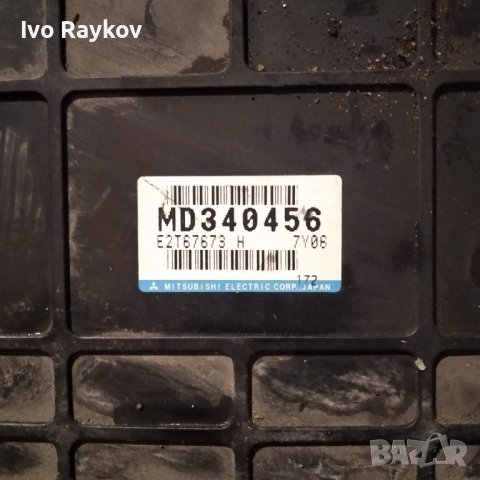 Ivo Raykov
MD340456
E2T67673 H 7Y06
172
MITSUBISHI ELECTRIC CORP., JAPAN
BAZAR